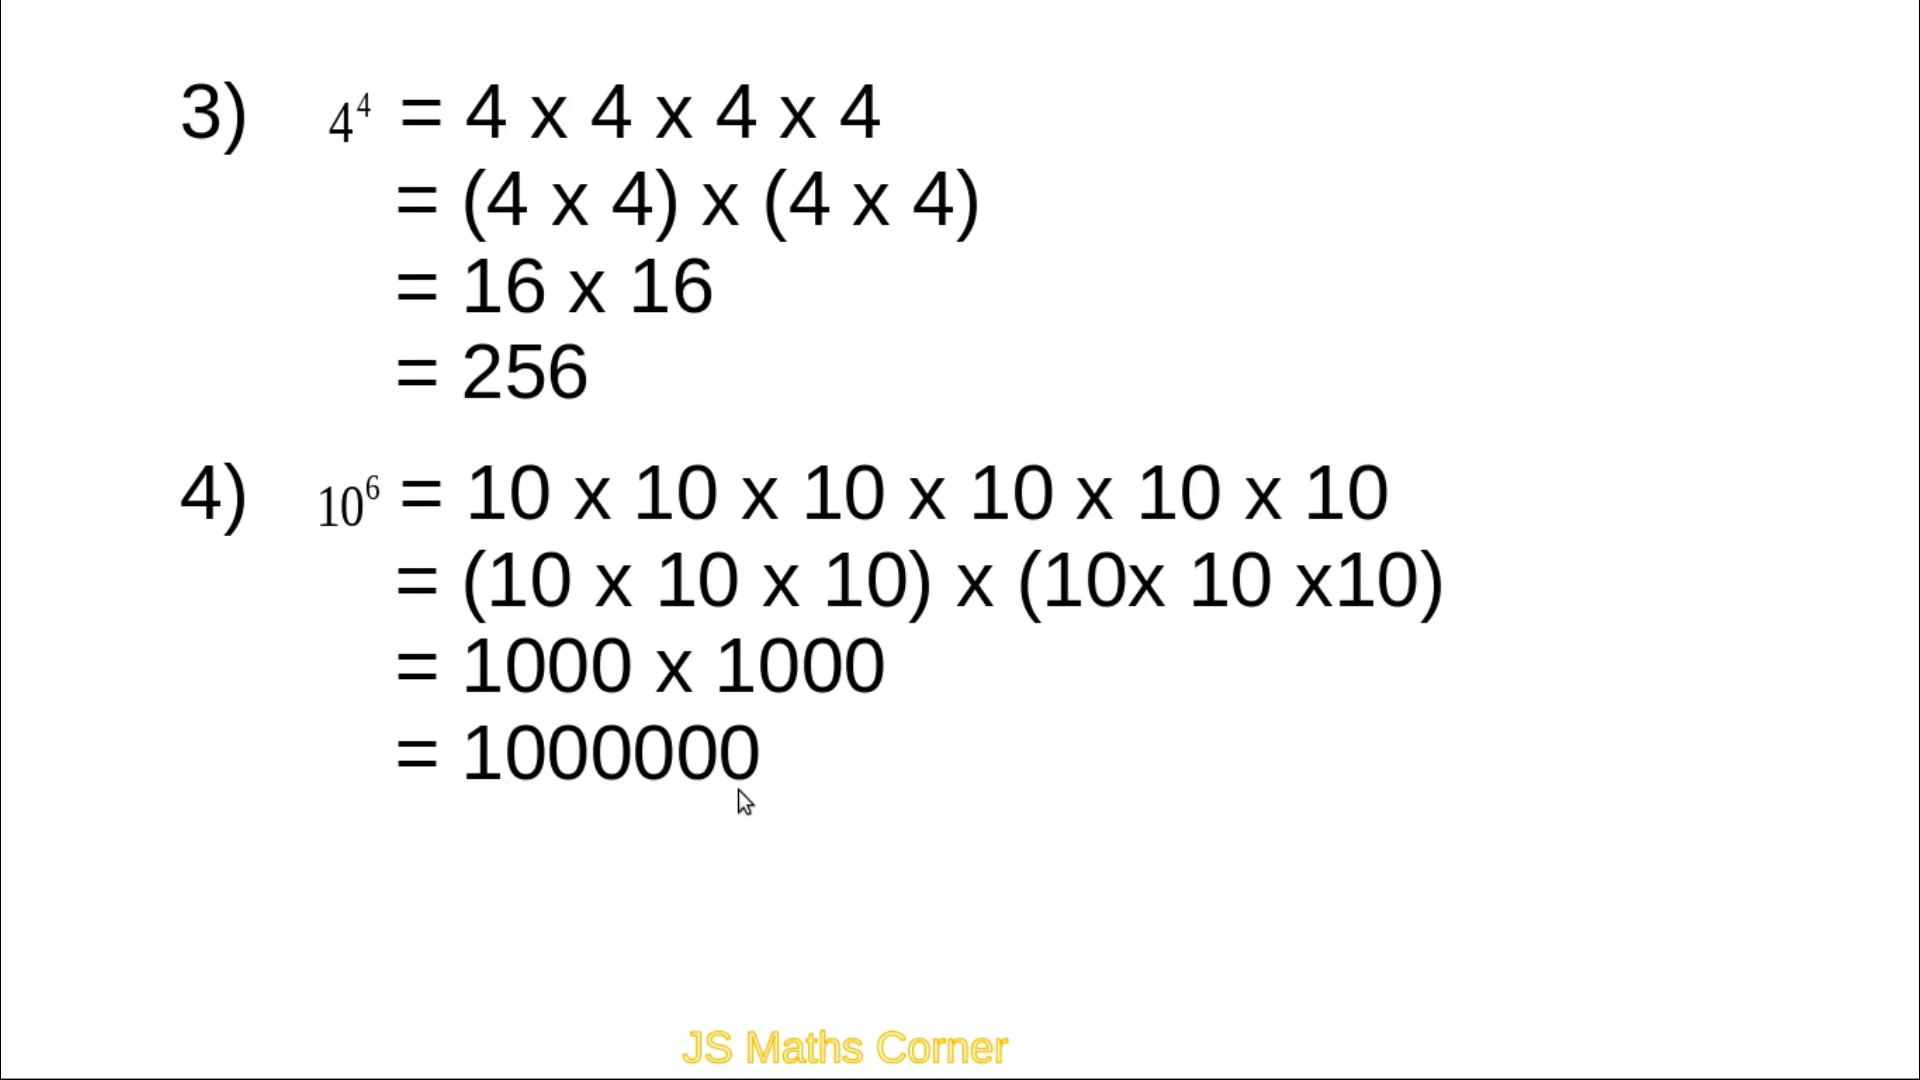 3) 4⁴ = 4 x 4 x 4 x 4
= (4 x 4) x (4 x 4)
= 16 x 16
= 256
4) 10⁶ = 10 x 10 x 10 x 10 x 10 x 10
= (10 x 10 x 10) x (10x 10 x10)
= 1000 x 1000
= 1000000
JS Maths Corner